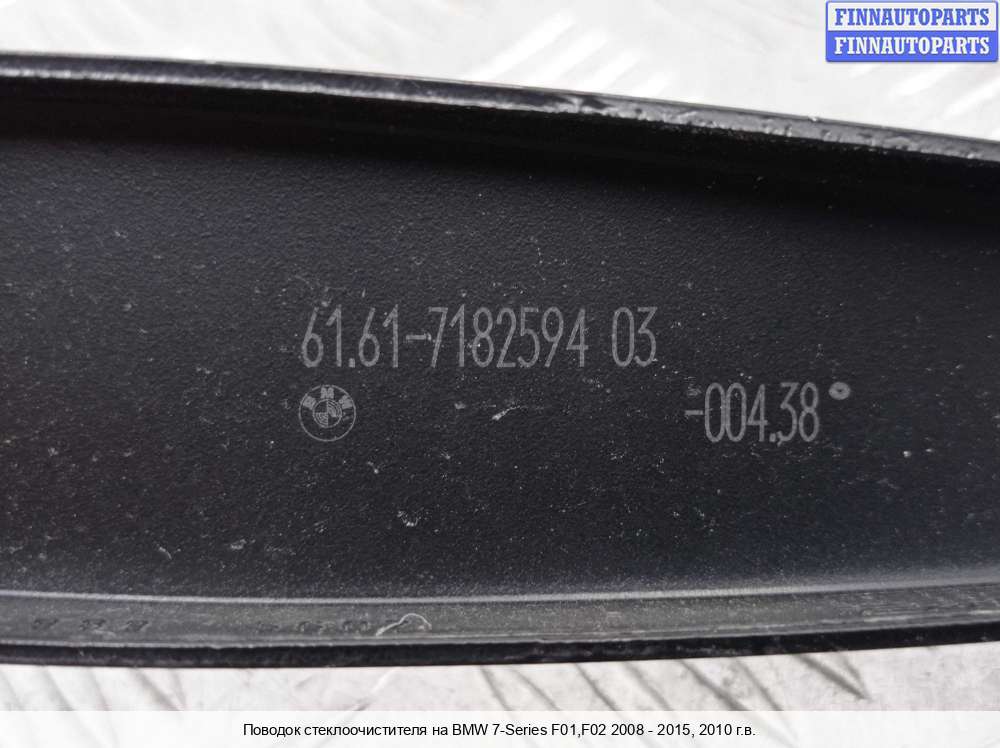 FINNAUTOPARTS
FINNAUTOPARTS
61.61-7182594 03
BMW
-004.38
Поводок стеклоочистителя на BMW 7-Series F01,F02 2008 - 2015, 2010 г.в.